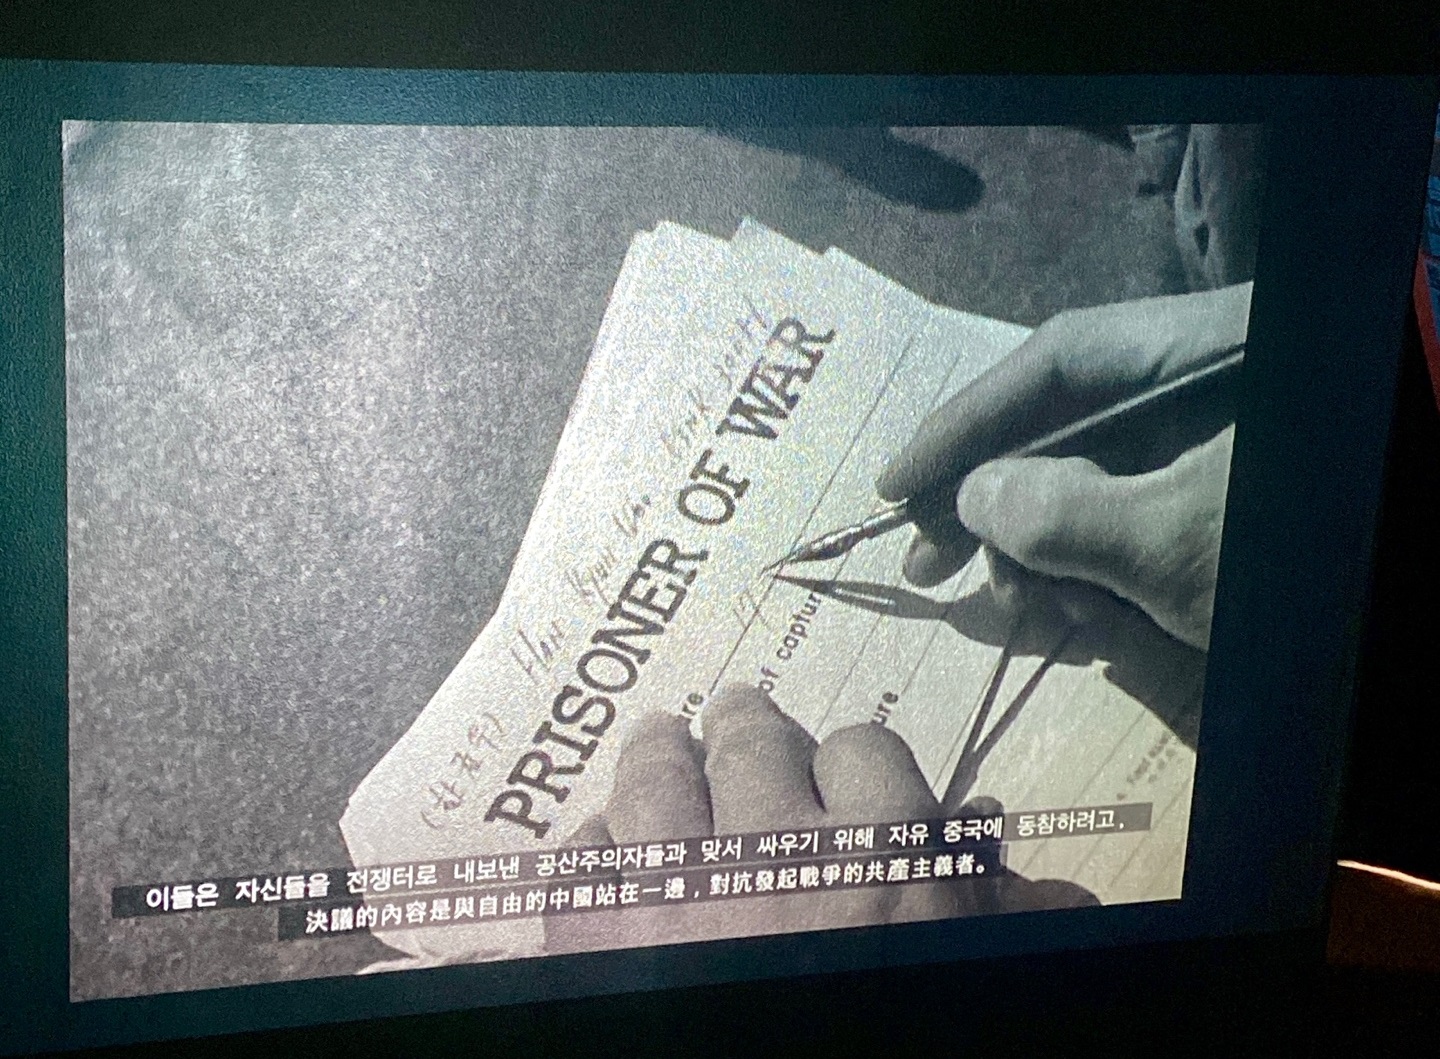 PRISONER OF WAR
of capture
ure
이들은 자신들을 전쟁터로 내보낸 공산주의자들과 맞서 싸우기 위해 자유 중국에 동참하려고,
決議的內容是與自由的中國站在一邊，對抗發起戰爭的共產主義者。